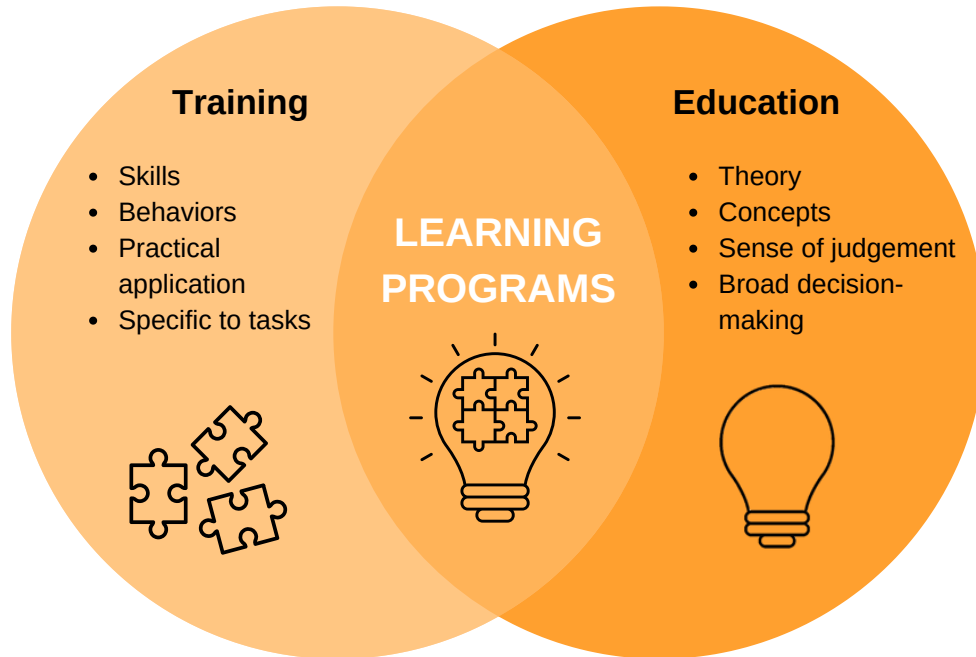 Training
• Skills
• Behaviors
• Practical
application
• Specific to tasks
LEARNING
PROGRAMS
Education
• Theory
• Concepts
• Sense of judgement
• Broad decision-
making